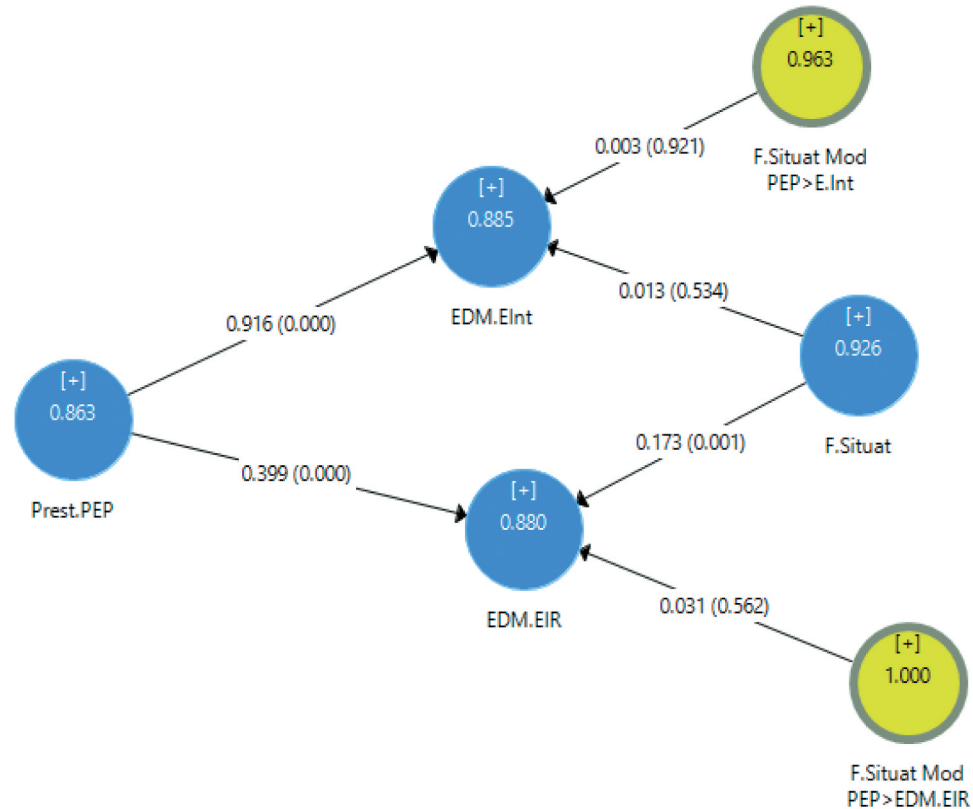 [+]
0.963
F.Situat Mod
PEP>E.Int
0.003 (0.921)
[+]
0.885
EDM.EInt
0.013 (0.534)
[+]
0.926
F.Situat
0.916 (0.000)
[+]
0.863
Prest.PEP
0.399 (0.000)
0.173 (0.001)
[+]
0.880
EDM.EIR
0.031 (0.562)
[+]
1.000
F.Situat Mod
PEP>EDM.EIR